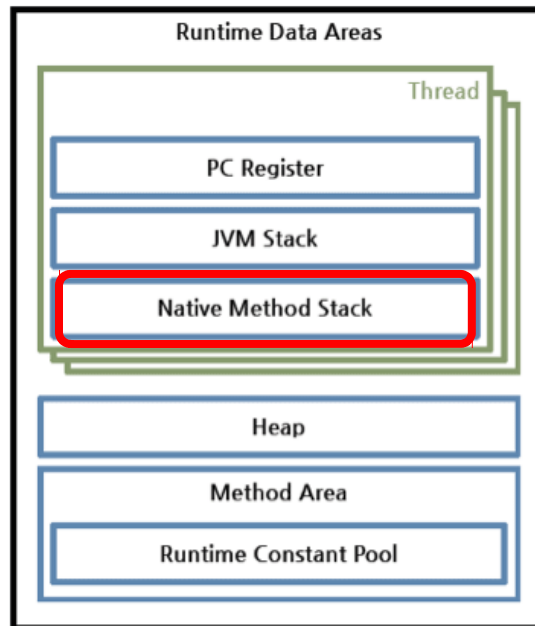 Runtime Data Areas
Thread
PC Register
JVM Stack
Native Method Stack
Heap
Method Area
Runtime Constant Pool